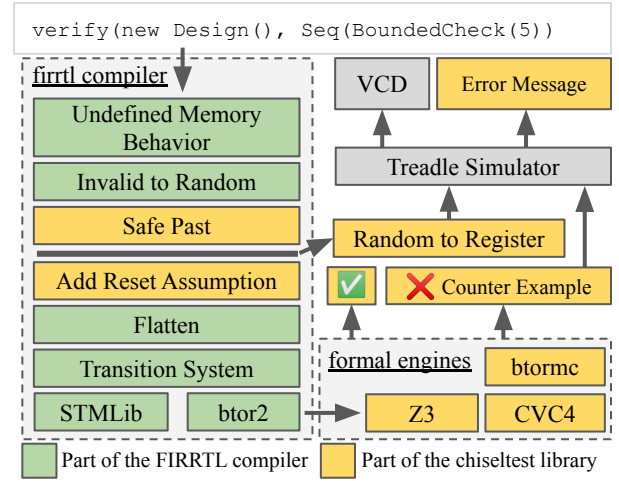 verify(new Design(), Seq(BoundedCheck(5))
firrtl compiler
Undefined Memory
Behavior
Invalid to Random
Safe Past
Add Reset Assumption
Flatten
Transition System
STMLib
btor2
VCD
Error Message
Treadle Simulator
Random to Register
✅
❌ Counter Example
formal engines
btormc
Z3
CVC4
Part of the FIRRTL compiler
Part of the chiseltest library